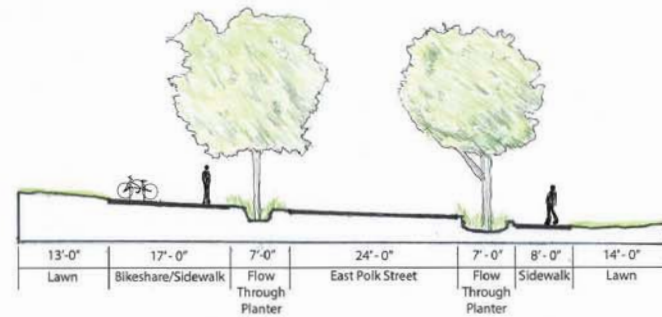 13'-0" 17'- 0" 7'-0" 24'- 0" 7' - 0" 8'- 0" 14'- 0"
Lawn Bikeshare/Sidewalk Flow East Polk Street Flow Sidewalk Lawn
Through Through
Planter Planter